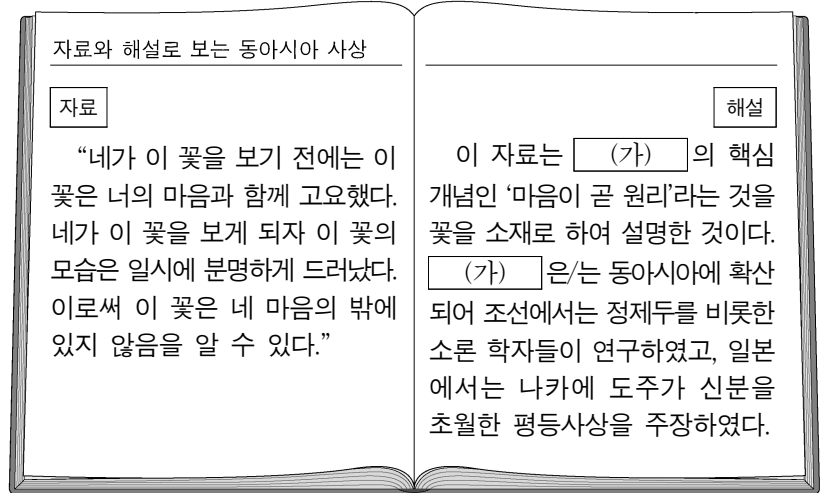 자료와 해설로 보는 동아시아 사상
자료
“네가 이 꽃을 보기 전에는 이
꽃은 너의 마음과 함께 고요했다.
네가 이 꽃을 보게 되자 이 꽃의
모습은 일시에 분명하게 드러났다.
이로써 이 꽃은 네 마음의 밖에
있지 않음을 알 수 있다.”
해설
이 자료는 (가) 의 핵심
개념인 ‘마음이 곧 원리’라는 것을
꽃을 소재로 하여 설명한 것이다.
(가) 은/는 동아시아에 확산
되어 조선에서는 정제두를 비롯한
소론 학자들이 연구하였고, 일본
에서는 나카에 도주가 신분을
초월한 평등사상을 주장하였다.